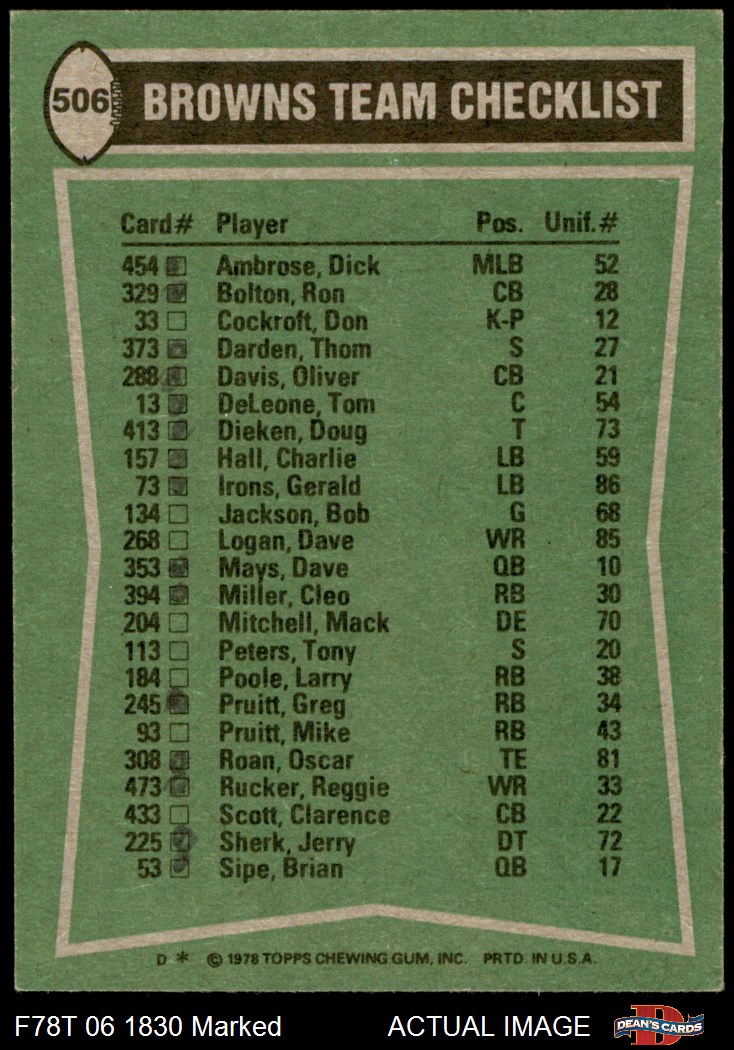 506 BROWNS TEAM CHECKLIST
Card# Player Pos. Unif.#
454 Ambrose, Dick MLB 52
329 Bolton, Ron CB 28
33 Cockroft, Don K-P 12
373 Darden, Thom S 27
288 Davis, Oliver CB 21
13 DeLeone, Tom C 54
413 Dieken, Doug T 73
157 Hall, Charlie LB 59
73 Irons, Gerald LB 86
134 Jackson, Bob G 68
268 Logan, Dave WR 85
353 Mays, Dave QB 10
394 Miller, Cleo RB 30
204 Mitchell, Mack DE 70
113 Peters, Tony S 20
184 Poole, Larry RB 38
245 Pruitt, Greg RB 34
93 Pruitt, Mike RB 43
308 Roan, Oscar TE 81
473 Rucker, Reggie WR 33
433 Scott, Clarence CB 22
225 Sherk, Jerry DT 72
53 Sipe, Brian QB 17
D * © 1978 TOPPS CHEWING GUM, INC. PRTD. IN U.S.A.
F78T 06 1830 Marked ACTUAL IMAGE DEAN'S CARDS